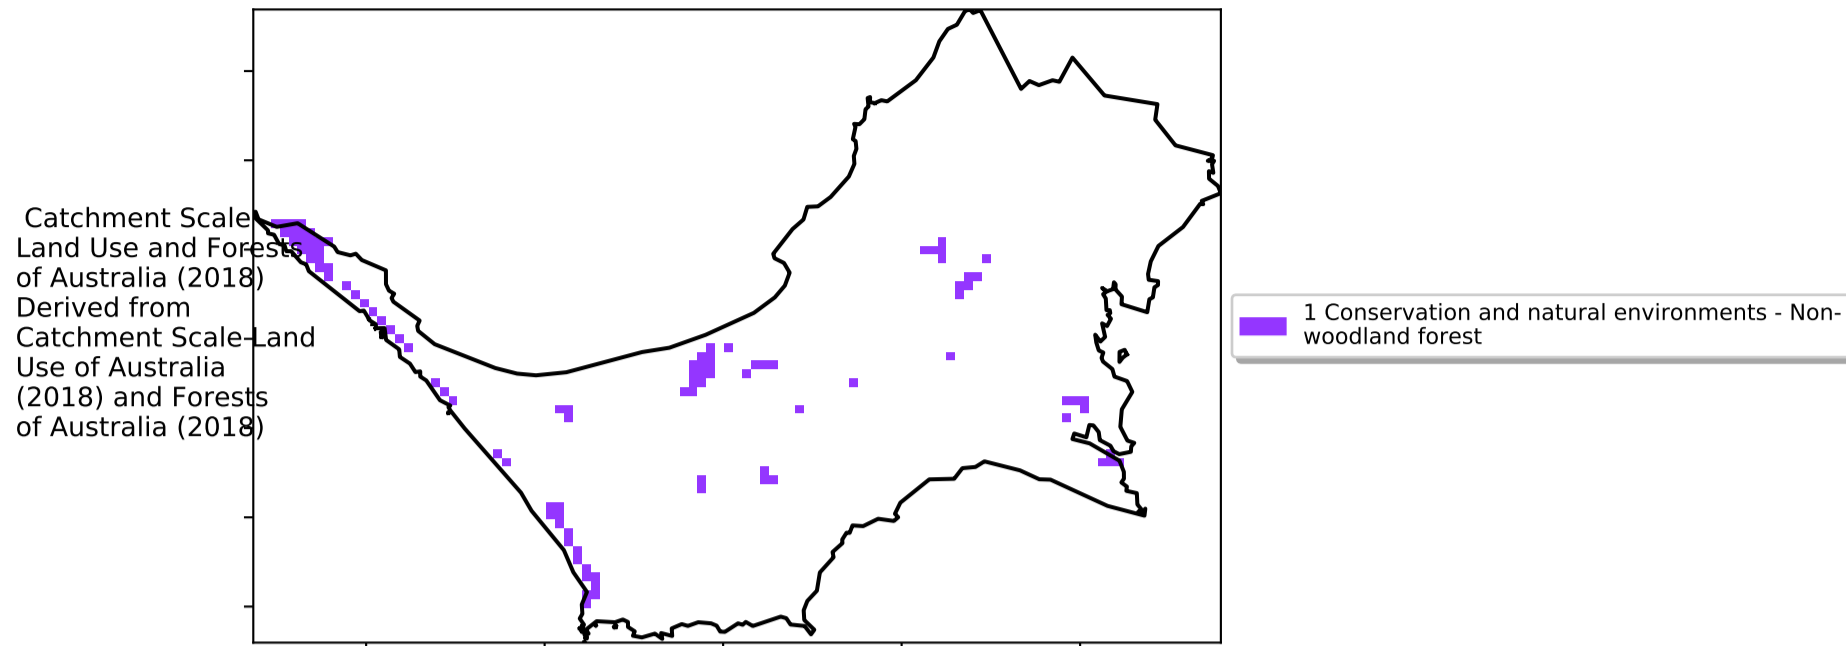 Catchment Scale
Land Use and Forests
of Australia (2018)
Derived from
Catchment Scale Land
Use of Australia
(2018) and Forests
of Australia (2018)
1 Conservation and natural environments - Non-
woodland forest